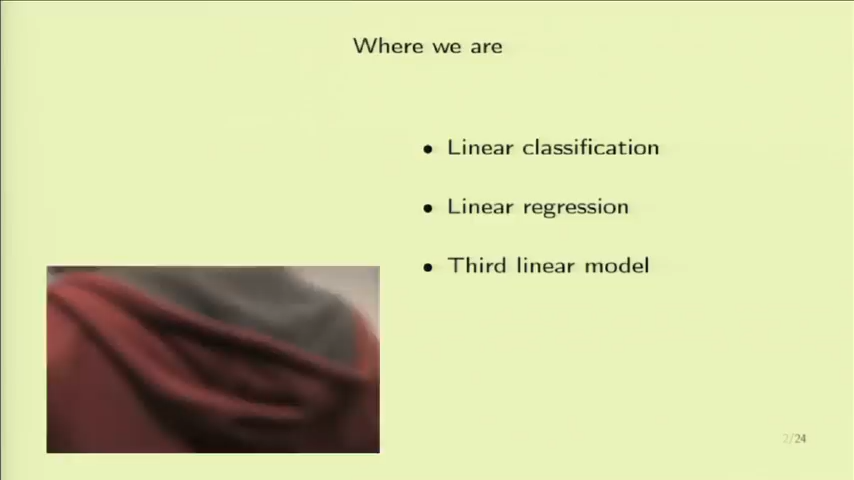 Where we are
• Linear classification
• Linear regression
• Third linear model
2/24